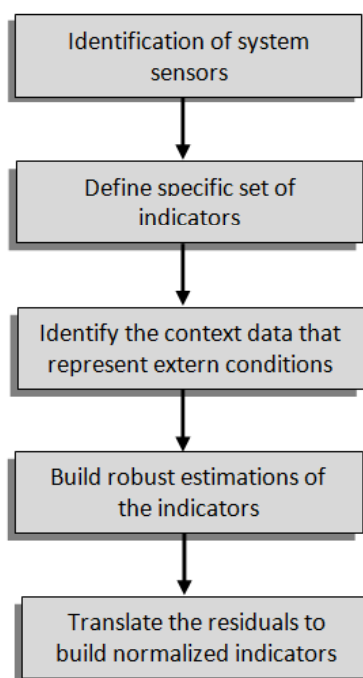 Identification of system
sensors
Define specific set of
indicators
Identify the context data that
represent extern conditions
Build robust estimations of
the indicators
Translate the residuals to
build normalized indicators